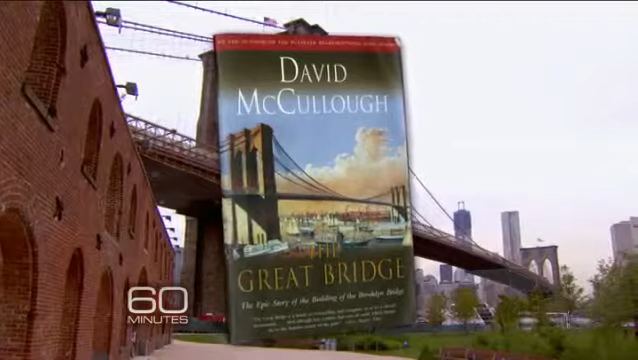 DAVID
MCCULLOUGH
THE
GREAT BRIDGE
The Epic Story of the Building of the Brooklyn Bridge
60
MINUTES